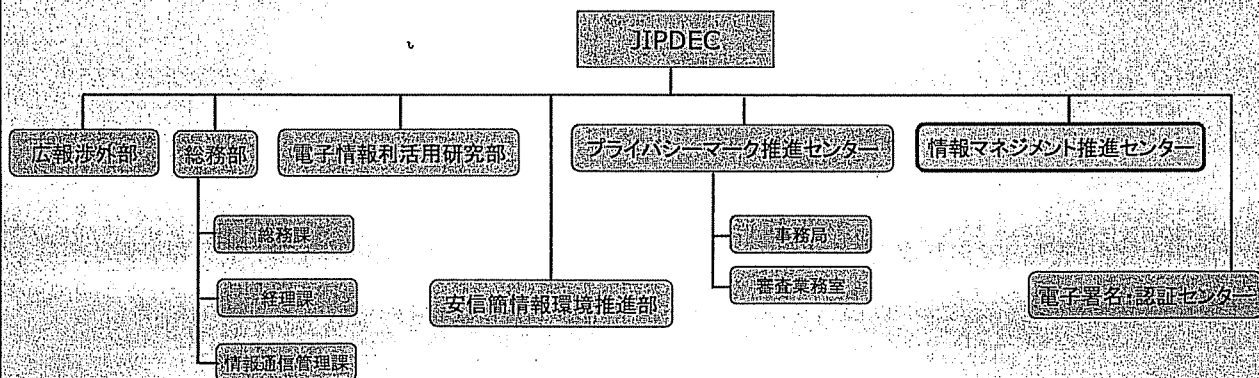 JIPDEC
広報渉外部
総務部
電子情報利活用研究部
プライバシーマーク推進センター
情報マネジメント推進センター
総務課
経理課
情報通信管理課
安信簡情報環境推進部
事務局
審査業務室
電子署名・認証センター